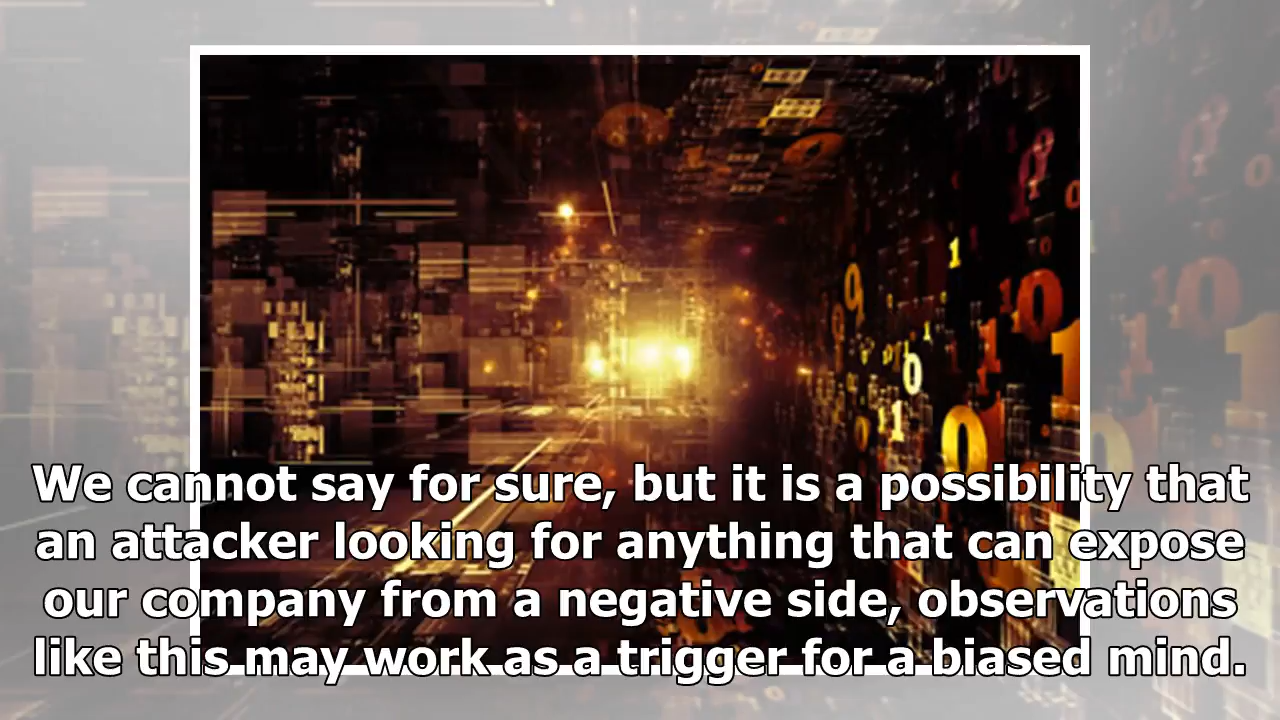 We cannot say for sure, but it is a possibility that
an attacker looking for anything that can expose
our company from a negative side, observations
like this may work as a trigger for a biased mind.